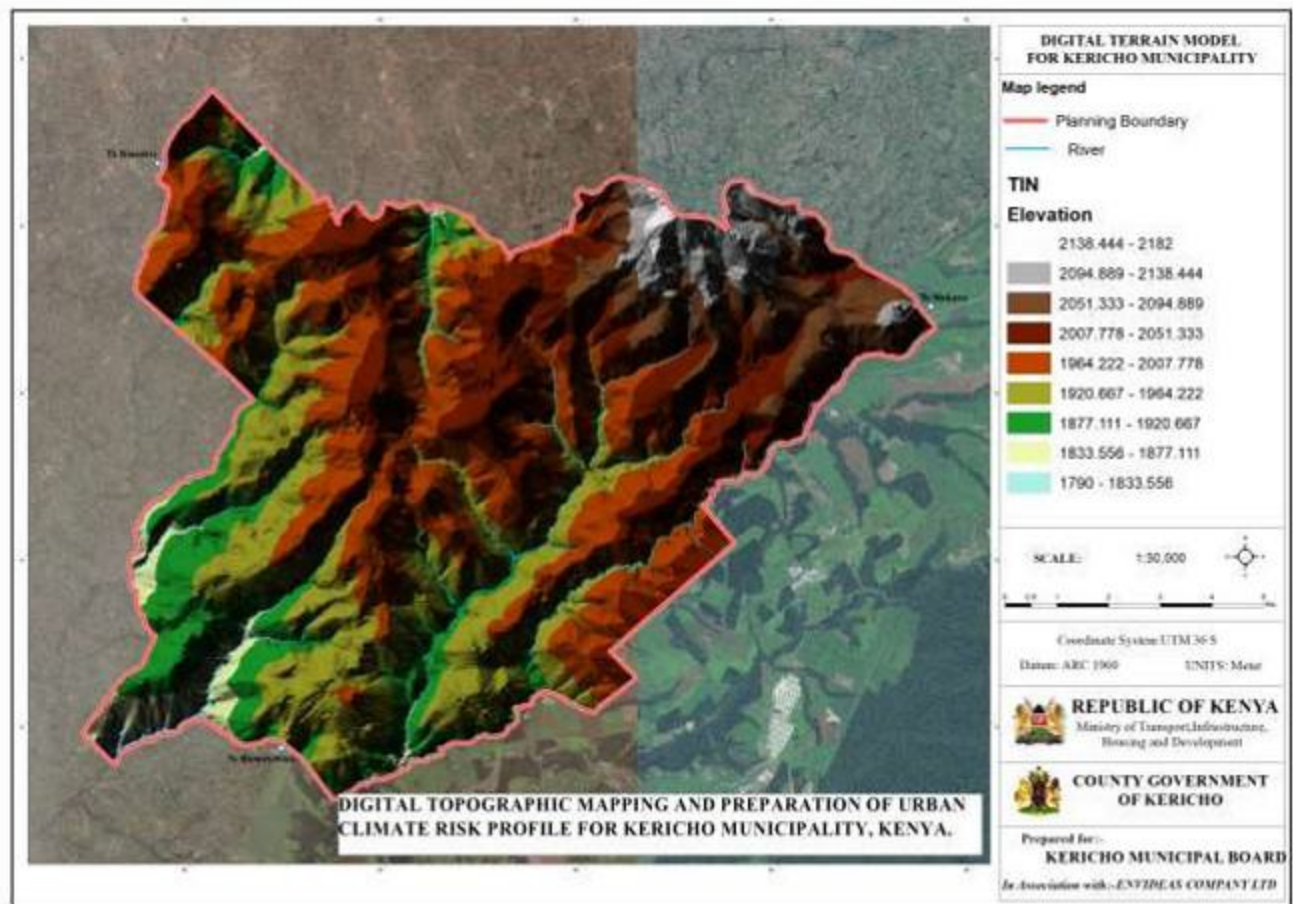 DIGITAL TERRAIN MODEL
FOR KERICHO MUNICIPALITY
Map legend
Planning Boundary
River
TIN
Elevation
2138.444 - 2182
2094.889 - 2138.444
2051.333 - 2094.889
2007.778 - 2051.333
1964.222 - 2007.778
1920.667 - 1964.222
1877.111 - 1920.667
1833.556 - 1877.111
1790 - 1833.556
SCALE: 1:30,000
Coordinate System:UTM 36 S
Datum: ARC 1960 UNITS: Meter
REPUBLIC OF KENYA
Ministry of Transport,Infrastructure,
Housing and Development
COUNTY GOVERNMENT
OF KERICHO
Prepared for:-
KERICHO MUNICIPAL BOARD
In Association with:-ENVIDEAS COMPANY LTD
DIGITAL TOPOGRAPHIC MAPPING AND PREPARATION OF URBAN
CLIMATE RISK PROFILE FOR KERICHO MUNICIPALITY, KENYA.